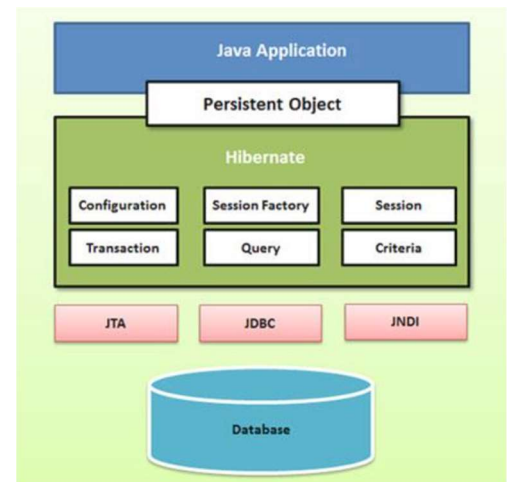 Java Application
Persistent Object
Hibernate
Configuration
Session Factory
Session
Transaction
Query
Criteria
JTA
JDBC
JNDI
Database